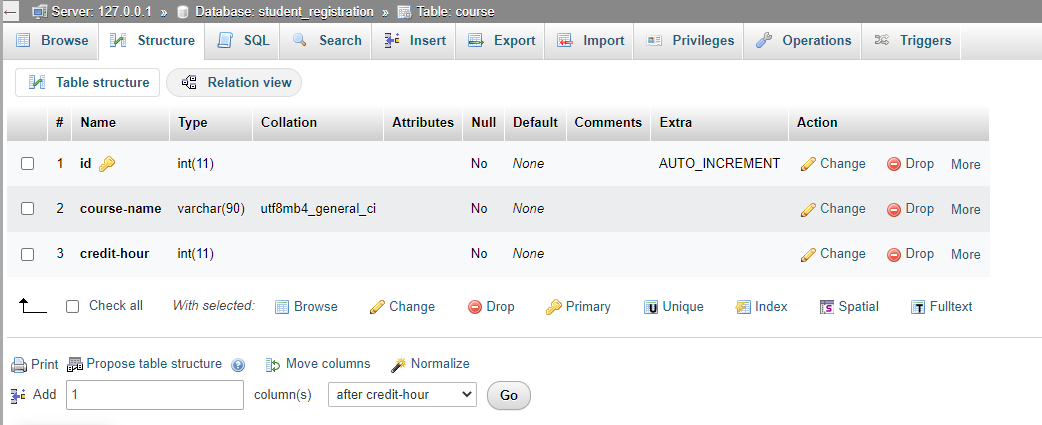 Server: 127.0.0.1 » Database: student_registration » Table: course
Browse Structure SQL Search Insert Export Import Privileges Operations Triggers
Table structure Relation view
# Name Type Collation Attributes Null Default Comments Extra Action
1 id int(11) No None AUTO_INCREMENT Change Drop More
2 course-name varchar(90) utf8mb4_general_ci No None Change Drop More
3 credit-hour int(11) No None Change Drop More
Check all With selected: Browse Change Drop Primary Unique Index Spatial Fulltext
Print Propose table structure Move columns Normalize
Add 1 column(s) after credit-hour Go